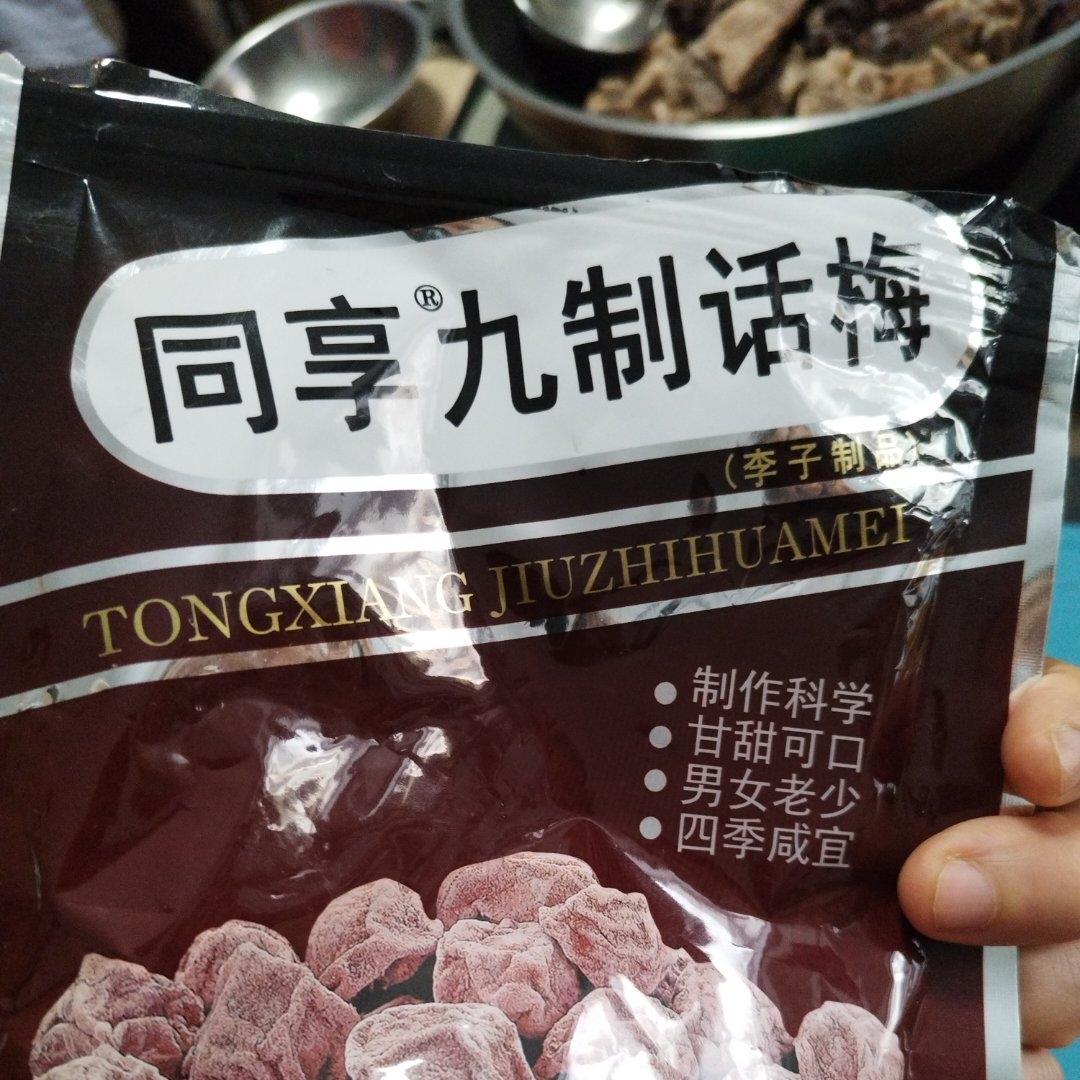 同享®九制话梅
（李子制品）
TONGXIANG JIUZHIHUAMEI
● 制作科学
● 甘甜可口
● 男女老少
● 四季咸宜